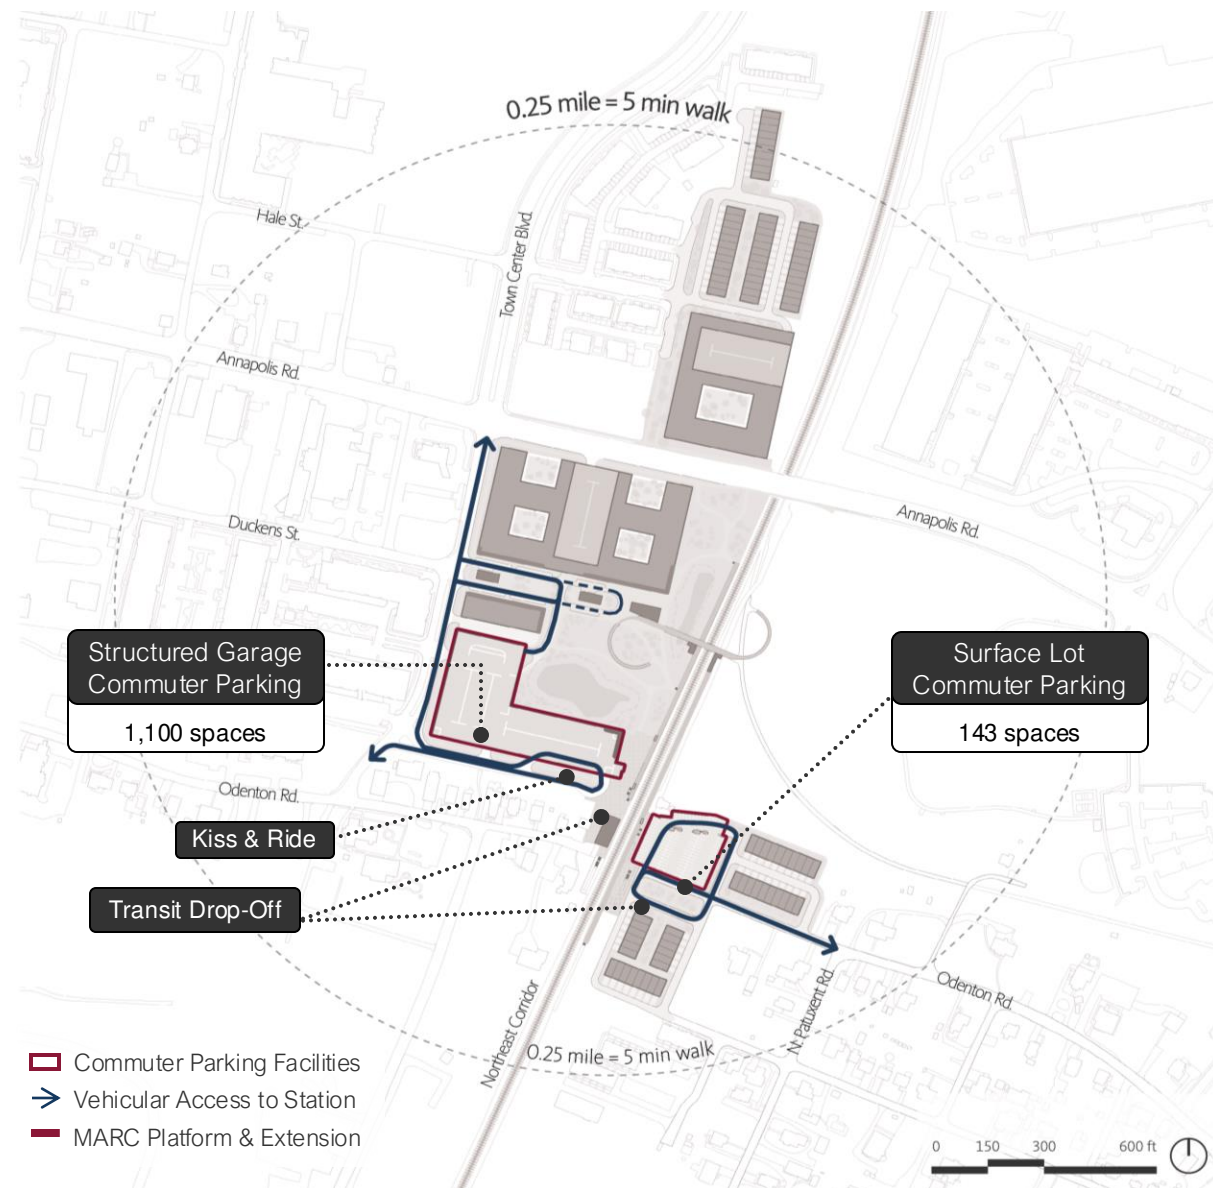 0.25 mile = 5 min walk
Hale St.
Town Center Blvd.
Annapolis Rd.
Annapolis Rd.
Duckens St.
Structured Garage
Commuter Parking
1,100 spaces
Surface Lot
Commuter Parking
143 spaces
Odenton Rd.
Kiss & Ride
Transit Drop-Off
Odenton Rd.
N. Patuxent Rd.
Northeast Corridor
0.25 mile = 5 min walk
Commuter Parking Facilities
Vehicular Access to Station
MARC Platform & Extension
0 150 300 600 ft